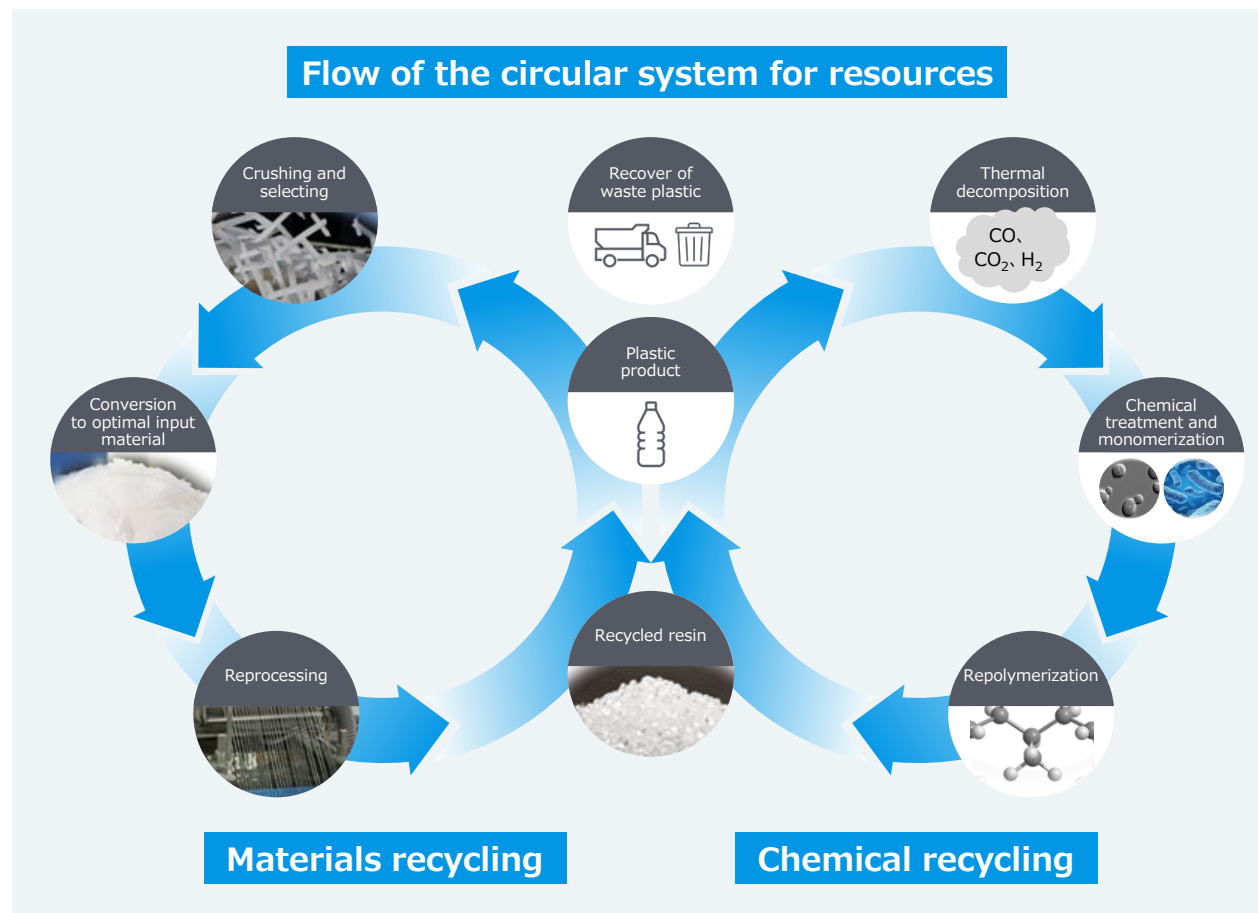 Flow of the circular system for resources
Crushing and
selecting
Recover of
waste plastic
Thermal
decomposition
CO、
CO₂、H₂
Plastic
product
Conversion
to optimal input
material
Chemical
treatment and
monomerization
Recycled resin
Reprocessing
Repolymerization
Materials recycling
Chemical recycling